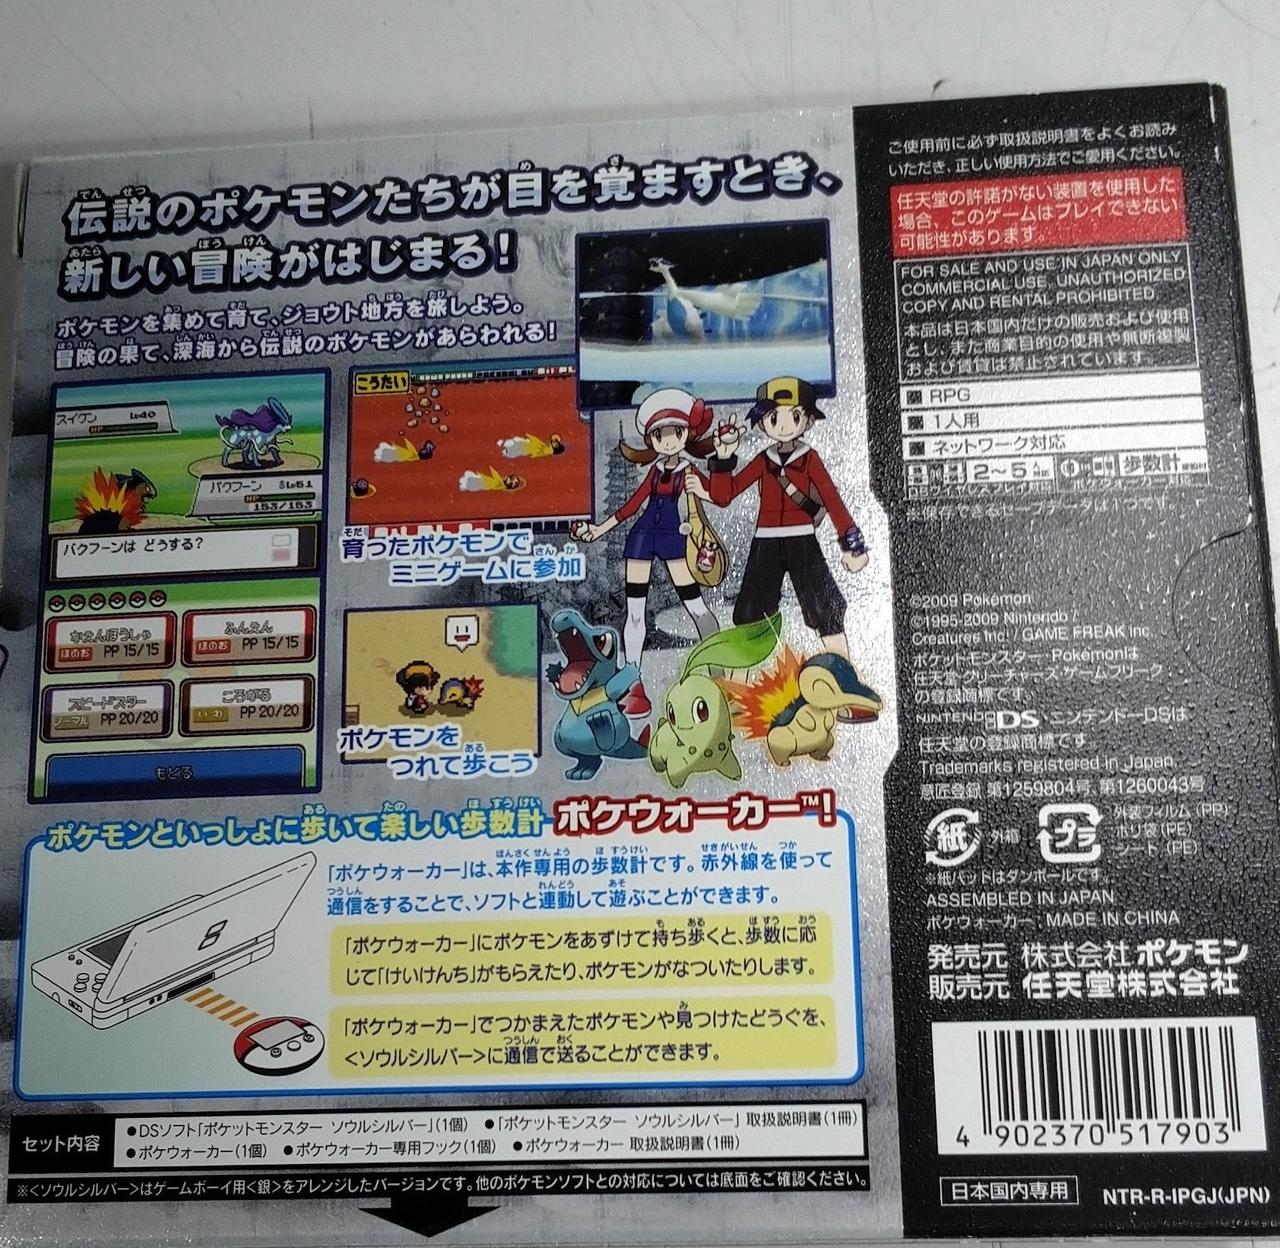 伝説のポケモンたちが目を覚ますとき、
新しい冒険がはじまる！
ポケモンを集めて育て、ジョウト地方を旅しよう。
冒険の果て、深海から伝説のポケモンがあらわれる！
スイクン Lv40
HP
バクフーン ♂Lv51
HP
153/153
バクフーンは どうする?
かえんほうしゃ
ほのお PP 15/15
ふんえん
ほのお PP 15/15
スピードスター
ノーマル PP 20/20
ころがる
いわ PP 20/20
もどる
こうたい
育ったポケモンで
ミニゲームに参加
ポケモンを
つれて歩こう
ポケモンといっしょに歩いて楽しい歩数計 ポケウォーカー™！
「ポケウォーカー」は、本作専用の歩数計です。赤外線を使って
通信をすることで、ソフトと連動して遊ぶことができます。
「ポケウォーカー」にポケモンをあずけて持ち歩くと、歩数に応
じて「けいけんち」がもらえたり、ポケモンがなついたりします。
「ポケウォーカー」でつかまえたポケモンや見つけたどうぐを、
<ソウルシルバー>に通信で送ることができます。
セット内容
●DSソフト「ポケットモンスター ソウルシルバー」(1個) ●「ポケットモンスター ソウルシルバー」取扱説明書(1冊)
●ポケウォーカー(1個) ●ポケウォーカー専用フック(1個) ●ポケウォーカー 取扱説明書(1冊)
※<ソウルシルバー>はゲームボーイ用<銀>をアレンジしたバージョンです。他のポケモンソフトとの対応については底面をご確認ください。
ご使用前に必ず取扱説明書をよくお読み
いただき、正しい使用方法でご愛用ください。
任天堂の許諾がない装置を使用した
場合、このゲームはプレイできない
可能性があります。
FOR SALE AND USE IN JAPAN ONLY
COMMERCIAL USE, UNAUTHORIZED
COPY AND RENTAL PROHIBITED.
本品は日本国内だけの販売および使用
とし、また商業目的の使用や無断複製
および賃貸は禁止されています。
RPG
1人用
ネットワーク対応
2〜5人 対応
歩数計
DSワイヤレスプレイ
※保存できるセーブデータは1つです。
©2009 Pokémon
©1995-2009 Nintendo /
Creatures inc. GAME FREAK inc.
ポケットモンスター・Pokémonは
任天堂・クリーチャーズ・ゲームフリーク
の登録商標です。
NINTENDO DS・ニンテンドーDSは
任天堂の登録商標です。
Trademarks registered in Japan.
意匠登録 第1259804号, 第1260043号
紙 外箱
プラ 外装フィルム (PP)
ポリ袋 (PE)
シート (PE)
※紙パットはダンボールです。
ASSEMBLED IN JAPAN
ポケウォーカー : MADE IN CHINA
発売元 株式会社 ポケモン
販売元 任天堂株式会社
4 902370 517903
日本国内専用
NTR-R-IPGJ(JPN)